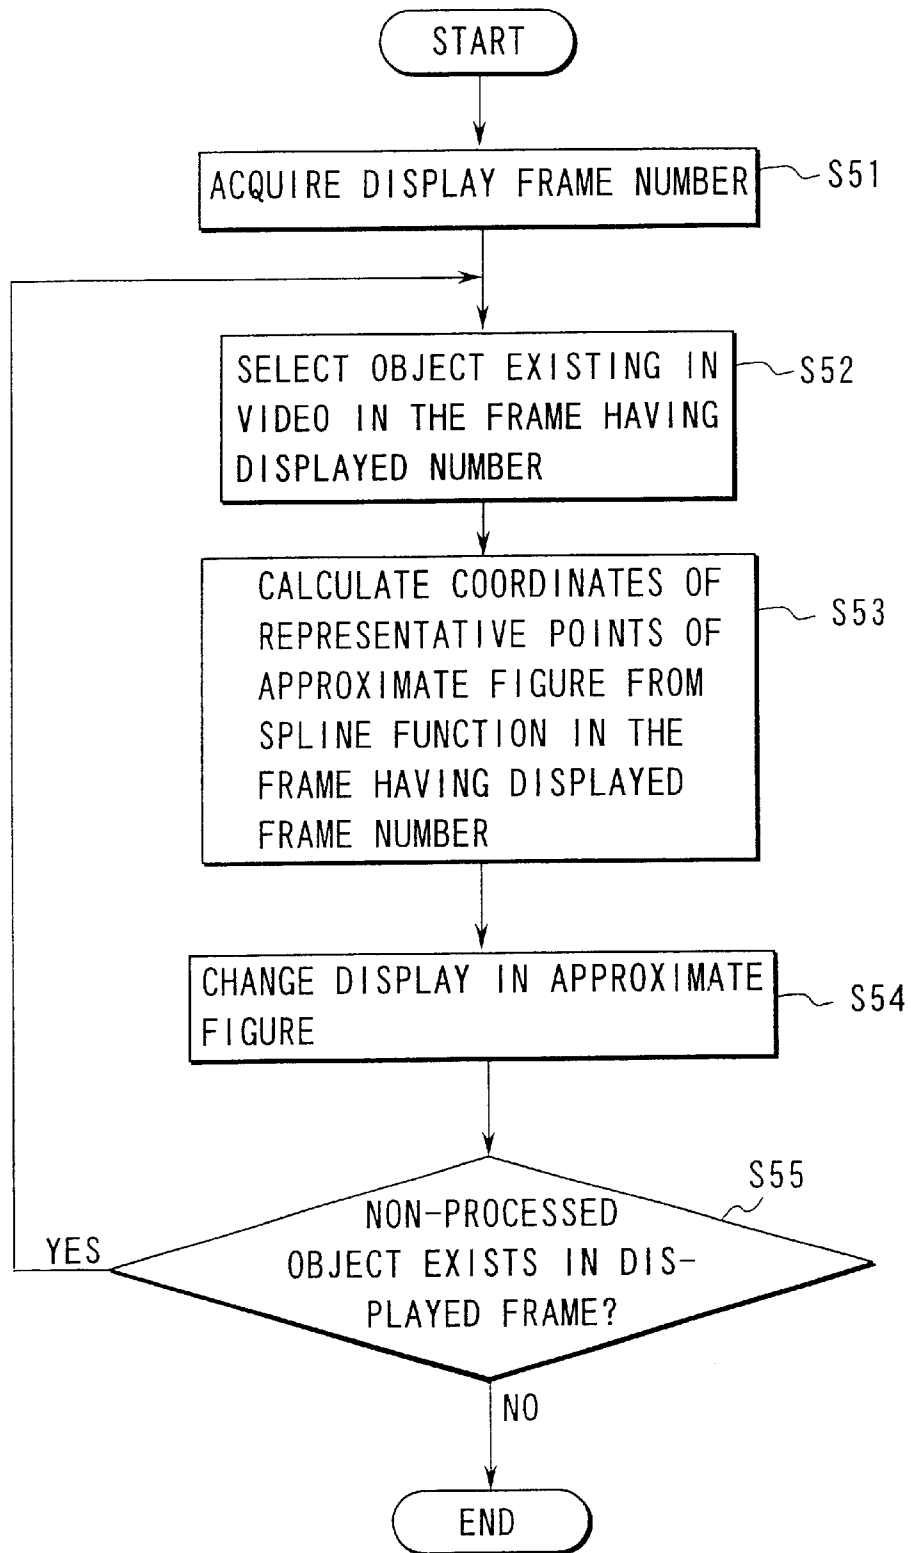 START
ACQUIRE DISPLAY FRAME NUMBER
S51
SELECT OBJECT EXISTING IN
VIDEO IN THE FRAME HAVING
DISPLAYED NUMBER
S52
CALCULATE COORDINATES OF
REPRESENTATIVE POINTS OF
APPROXIMATE FIGURE FROM
SPLINE FUNCTION IN THE
FRAME HAVING DISPLAYED
FRAME NUMBER
S53
CHANGE DISPLAY IN APPROXIMATE
FIGURE
S54
S55
NON-PROCESSED
OBJECT EXISTS IN DIS-
PLAYED FRAME?
YES
NO
END